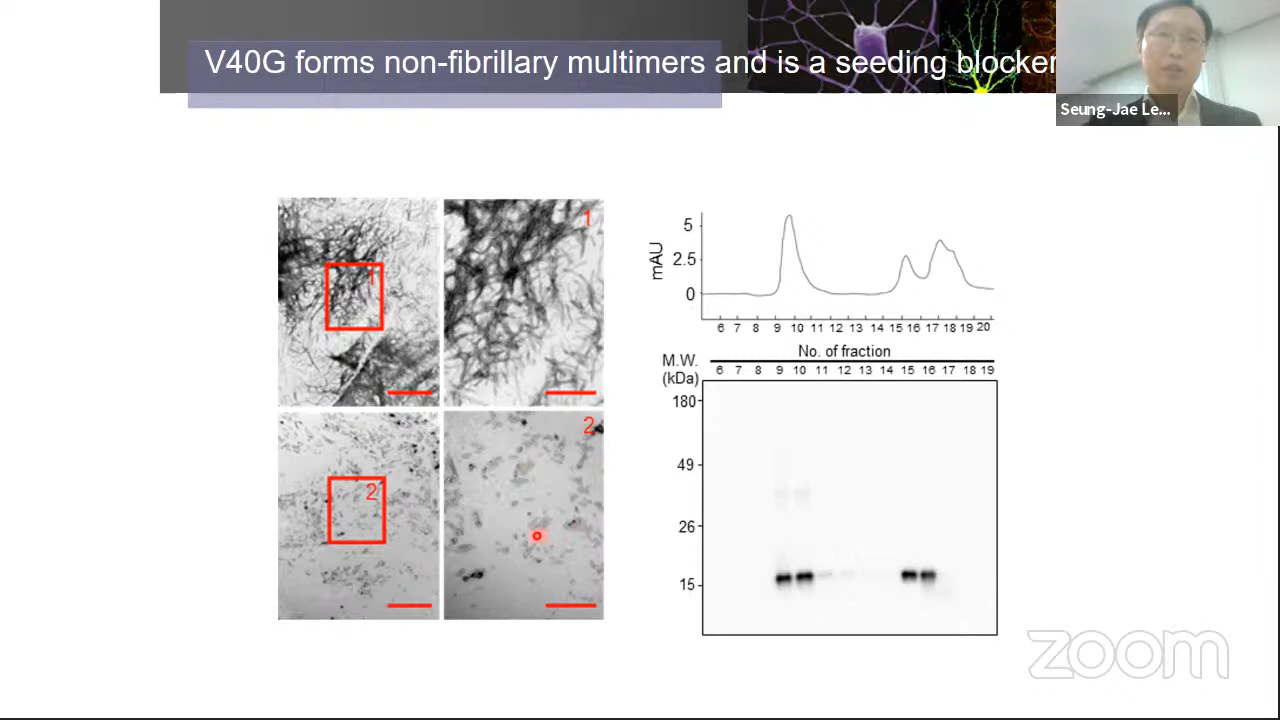 V40G forms non-fibrillary multimers and is a seeding blocker
Seung-Jae Le...
1
1
2
2
mAU
5
2.5
0
6 7 8 9 10 11 12 13 14 15 16 17 18 19 20
No. of fraction
M.W.
(kDa)
6 7 8 9 10 11 12 13 14 15 16 17 18 19
180
49
26
15
zoom